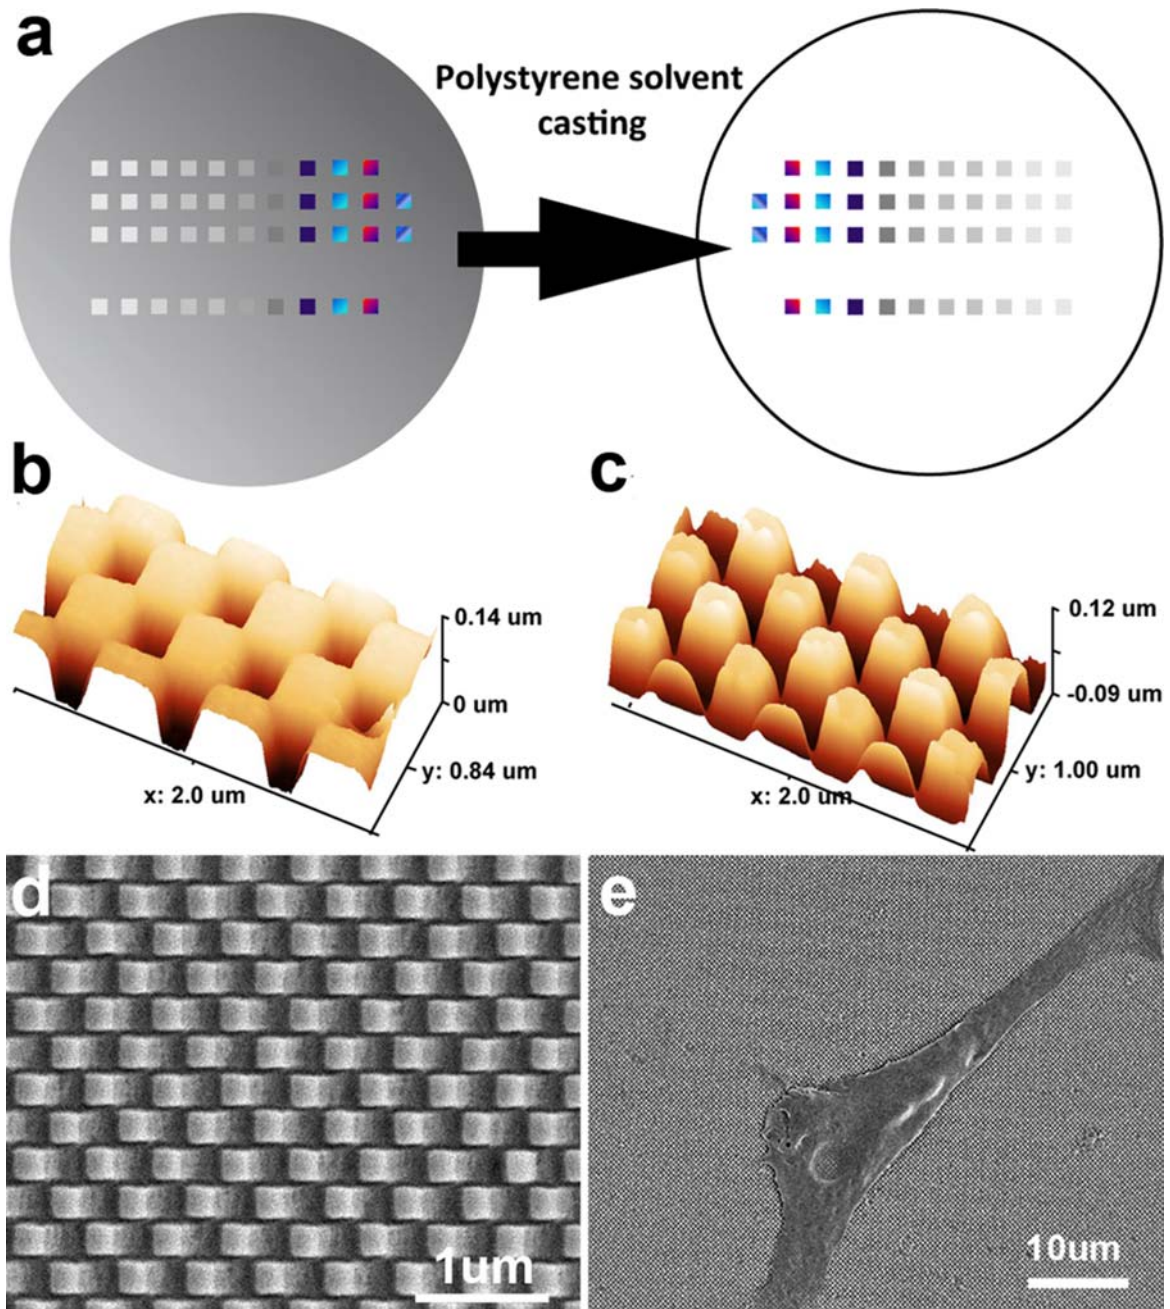 a
Polystyrene solvent
casting
b
c
0.14 um
0 um
y: 0.84 um
x: 2.0 um
0.12 um
-0.09 um
y: 1.00 um
x: 2.0 um
d
e
1um
10um